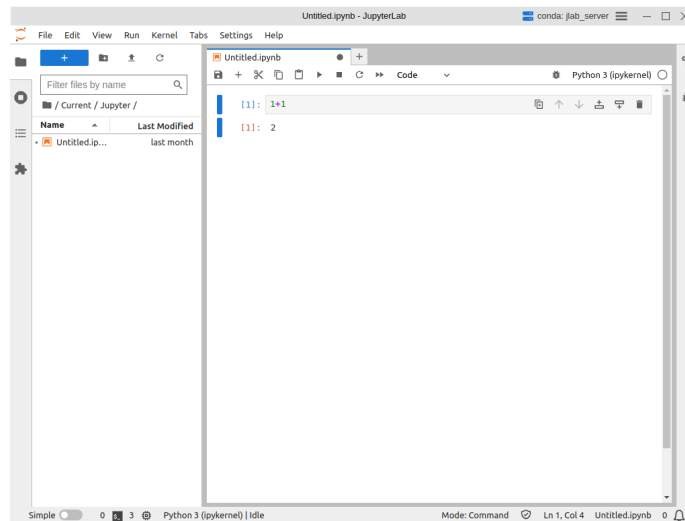 Untitled.ipynb - JupyterLab
conda: jlab_server
File Edit View Run Kernel Tabs Settings Help
+
Filter files by name
/ Current / Jupyter /
Name Last Modified
Untitled.ip... last month
Untitled.ipynb
Code
Python 3 (ipykernel)
[1]: 1+1
[1]: 2
Simple 0 $_ 3 Python 3 (ipykernel) | Idle Mode: Command Ln 1, Col 4 Untitled.ipynb 0